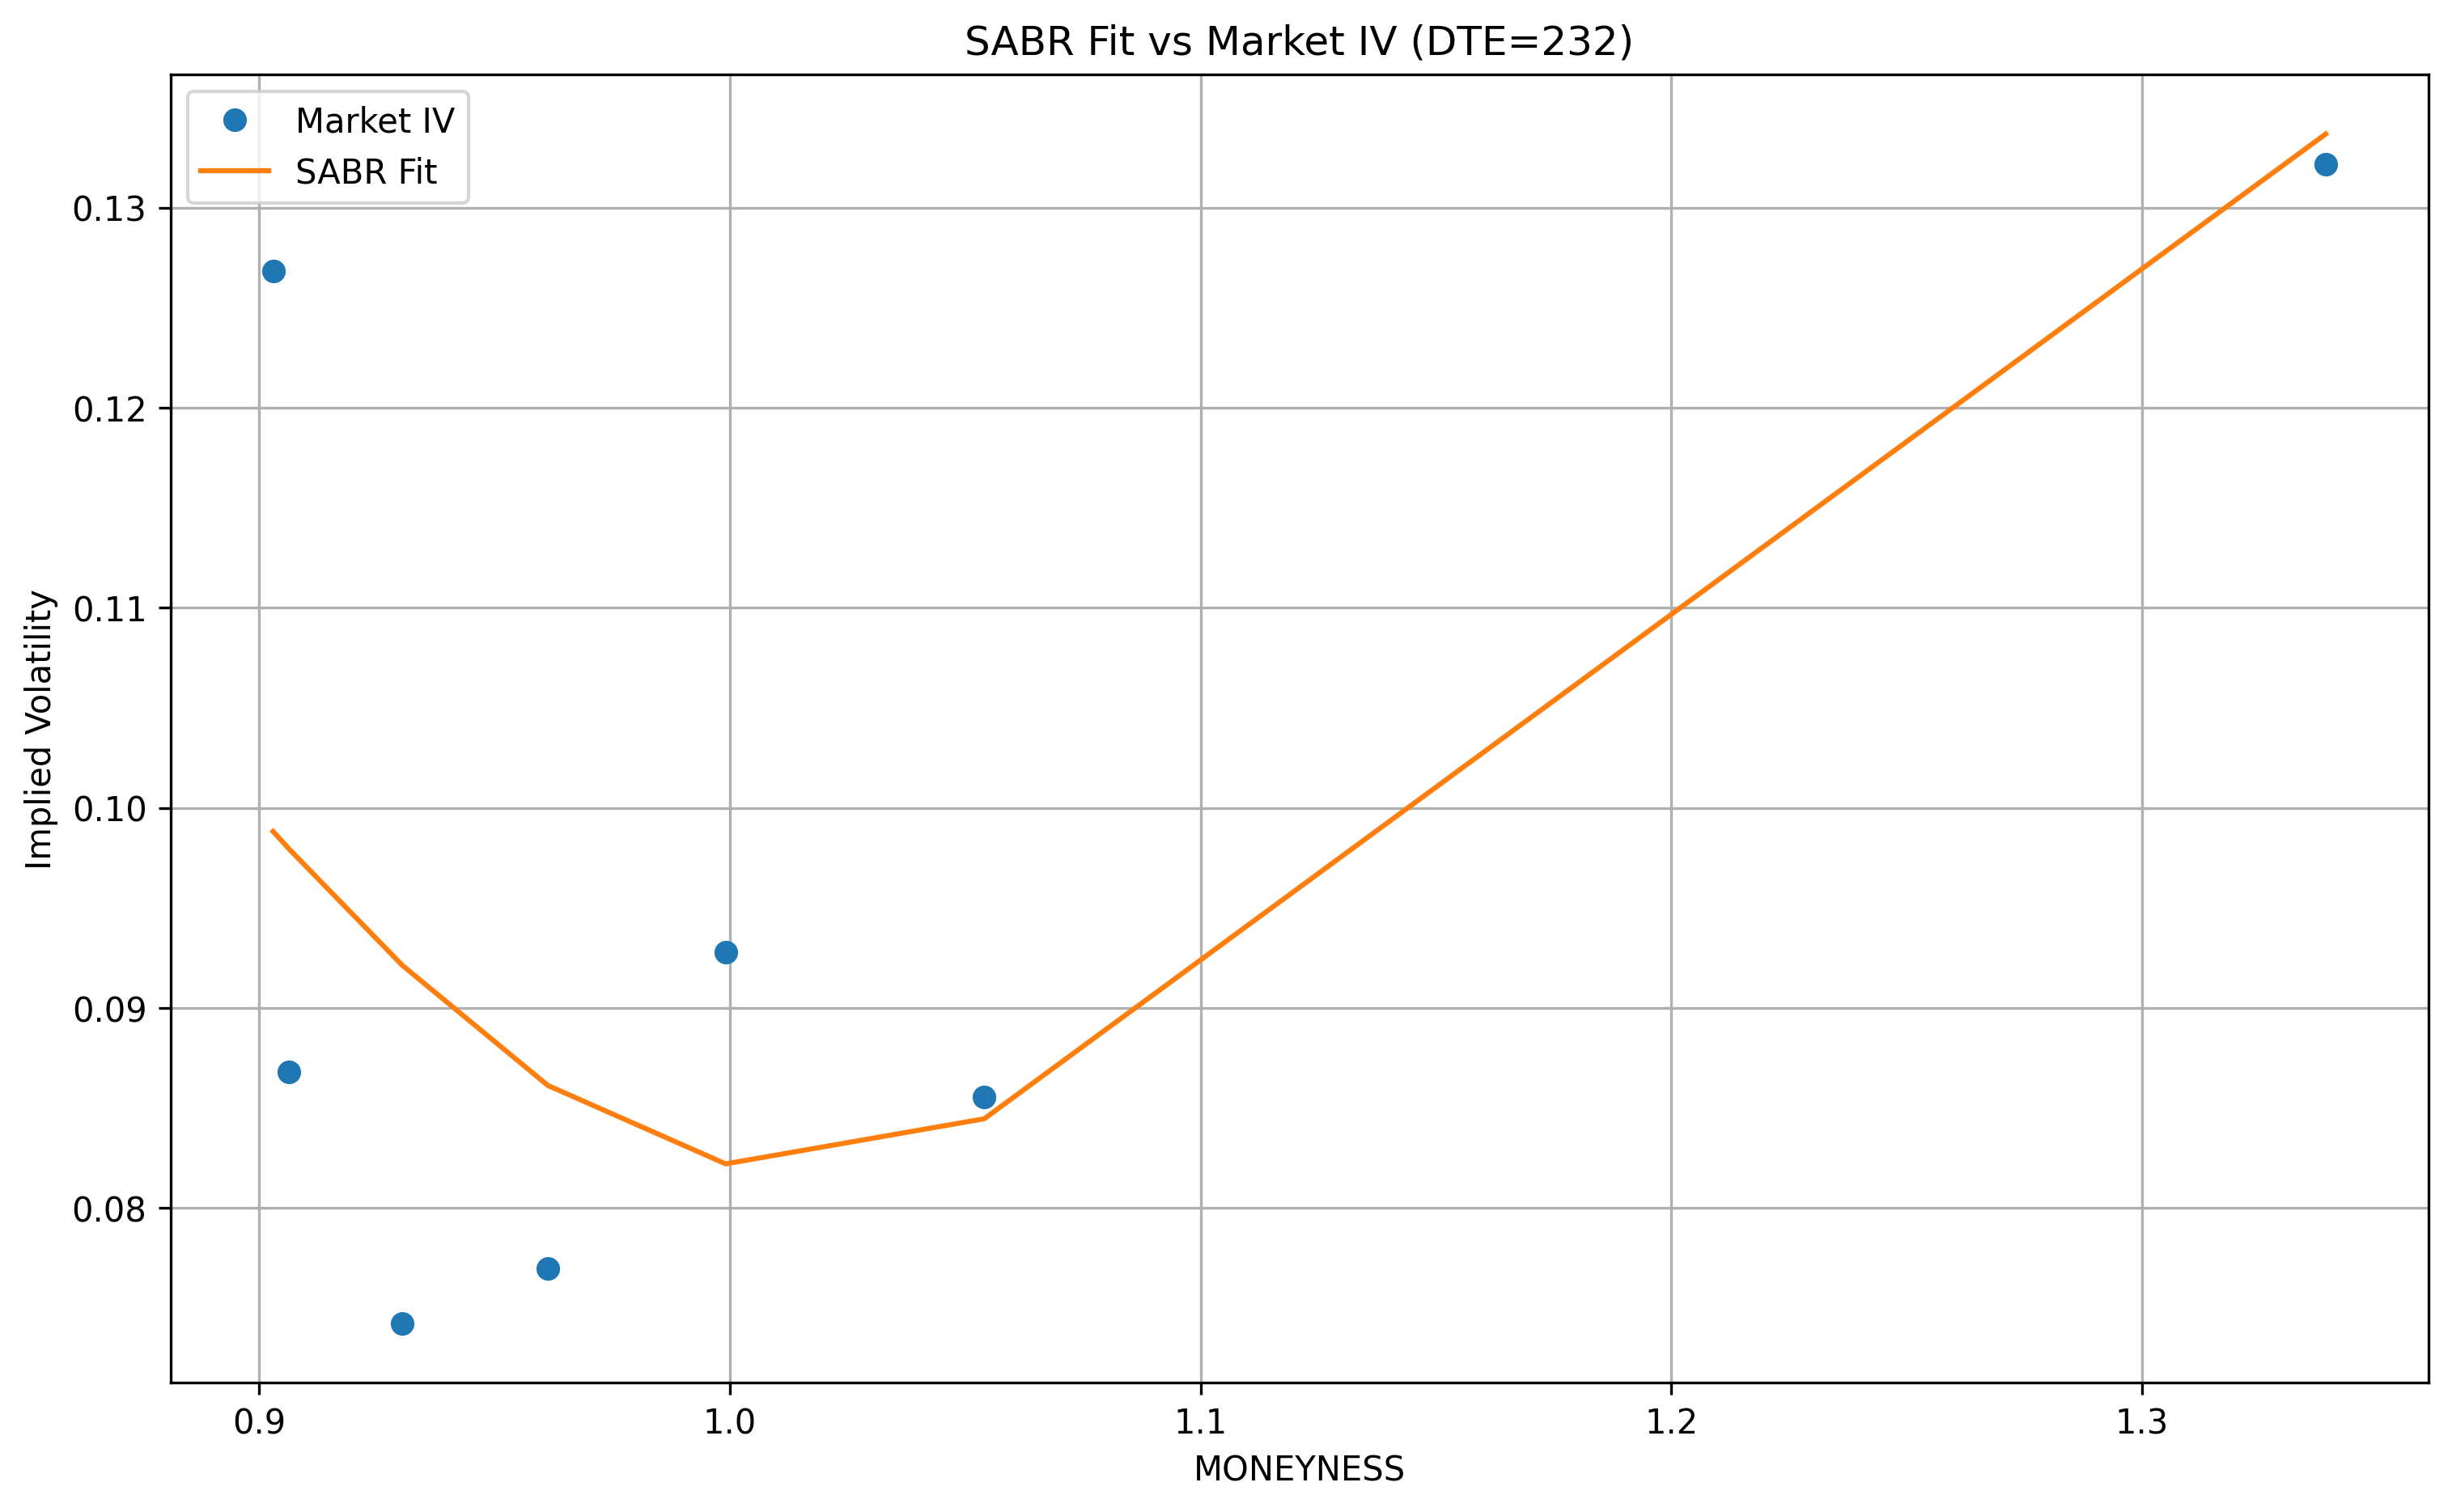 SABR Fit vs Market IV (DTE=232)
Market IV
SABR Fit
Implied Volatility
0.13
0.12
0.11
0.10
0.09
0.08
0.9
1.0
1.1
1.2
1.3
MONEYNESS